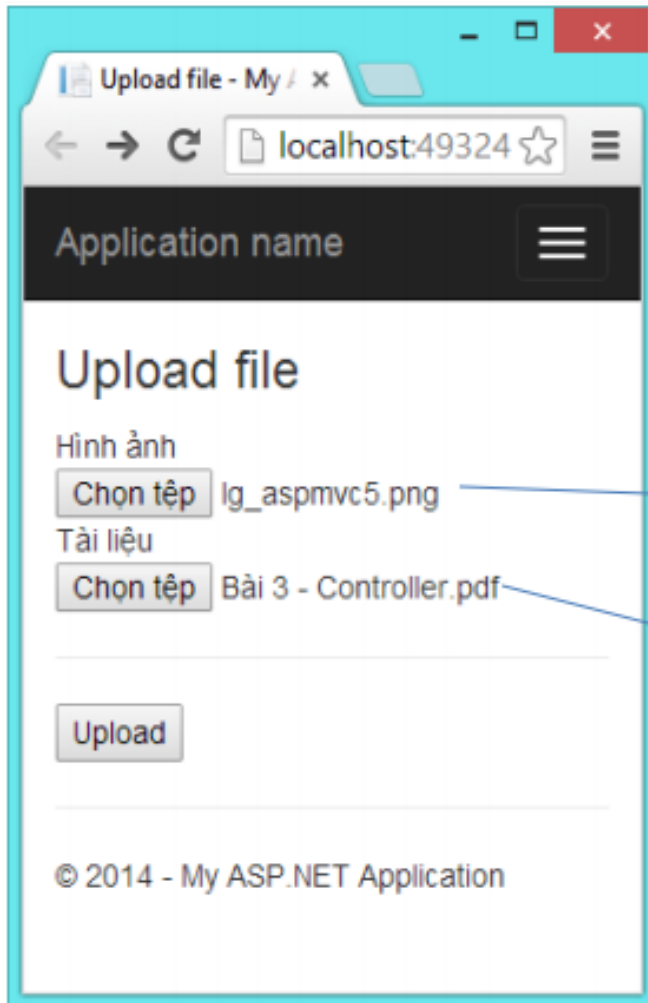 Upload file - My A
localhost:49324
Application name
Upload file
Hình ảnh
Chọn tệp lg_aspmvc5.png
Tài liệu
Chọn tệp Bài 3 - Controller.pdf
Upload
© 2014 - My ASP.NET Application